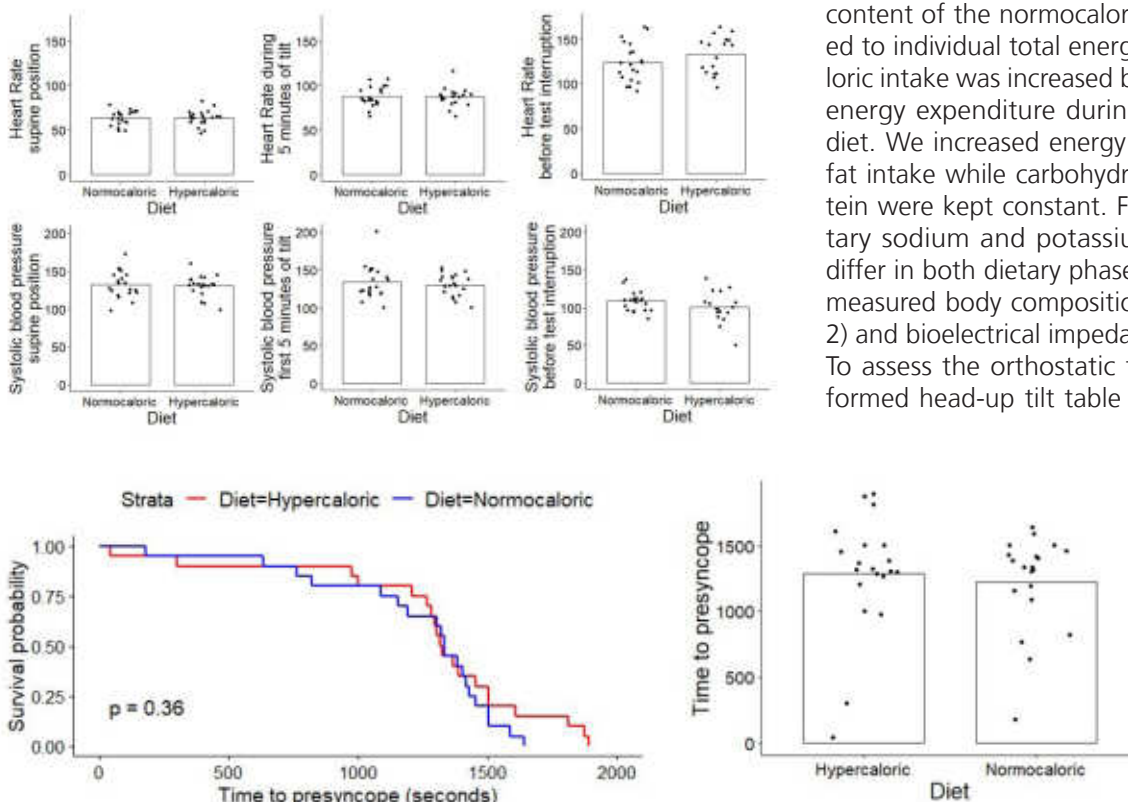 Heart Rate
supine position
150
100
50
0
Normocaloric Hypercaloric
Diet
Heart Rate during
5 minutes of tilt
150
100
50
0
Normocaloric Hypercaloric
Diet
Heart Rate
before test interruption
150
100
50
0
Normocaloric Hypercaloric
Diet
Systolic blood pressure
supine position
200
150
100
50
0
Normocaloric Hypercaloric
Diet
Systolic blood pressure
first 5 minutes of tilt
200
150
100
50
0
Normocaloric Hypercaloric
Diet
Systolic blood pressure
before test interruption
200
150
100
50
0
Normocaloric Hypercaloric
Diet
content of the normocalor
ed to individual total energ
loric intake was increased b
energy expenditure durin
diet. We increased energy
fat intake while carbohydr
tein were kept constant. F
tary sodium and potassiu
differ in both dietary phase
measured body compositio
2) and bioelectrical impeda
To assess the orthostatic t
formed head-up tilt table
Strata Diet=Hypercaloric Diet=Normocaloric
Survival probability
1.00
0.75
0.50
0.25
0.00
p = 0.36
0 500 1000 1500 2000
Time to presyncope (seconds)
Time to presyncope
1500
1000
500
0
Hypercaloric Normocaloric
Diet